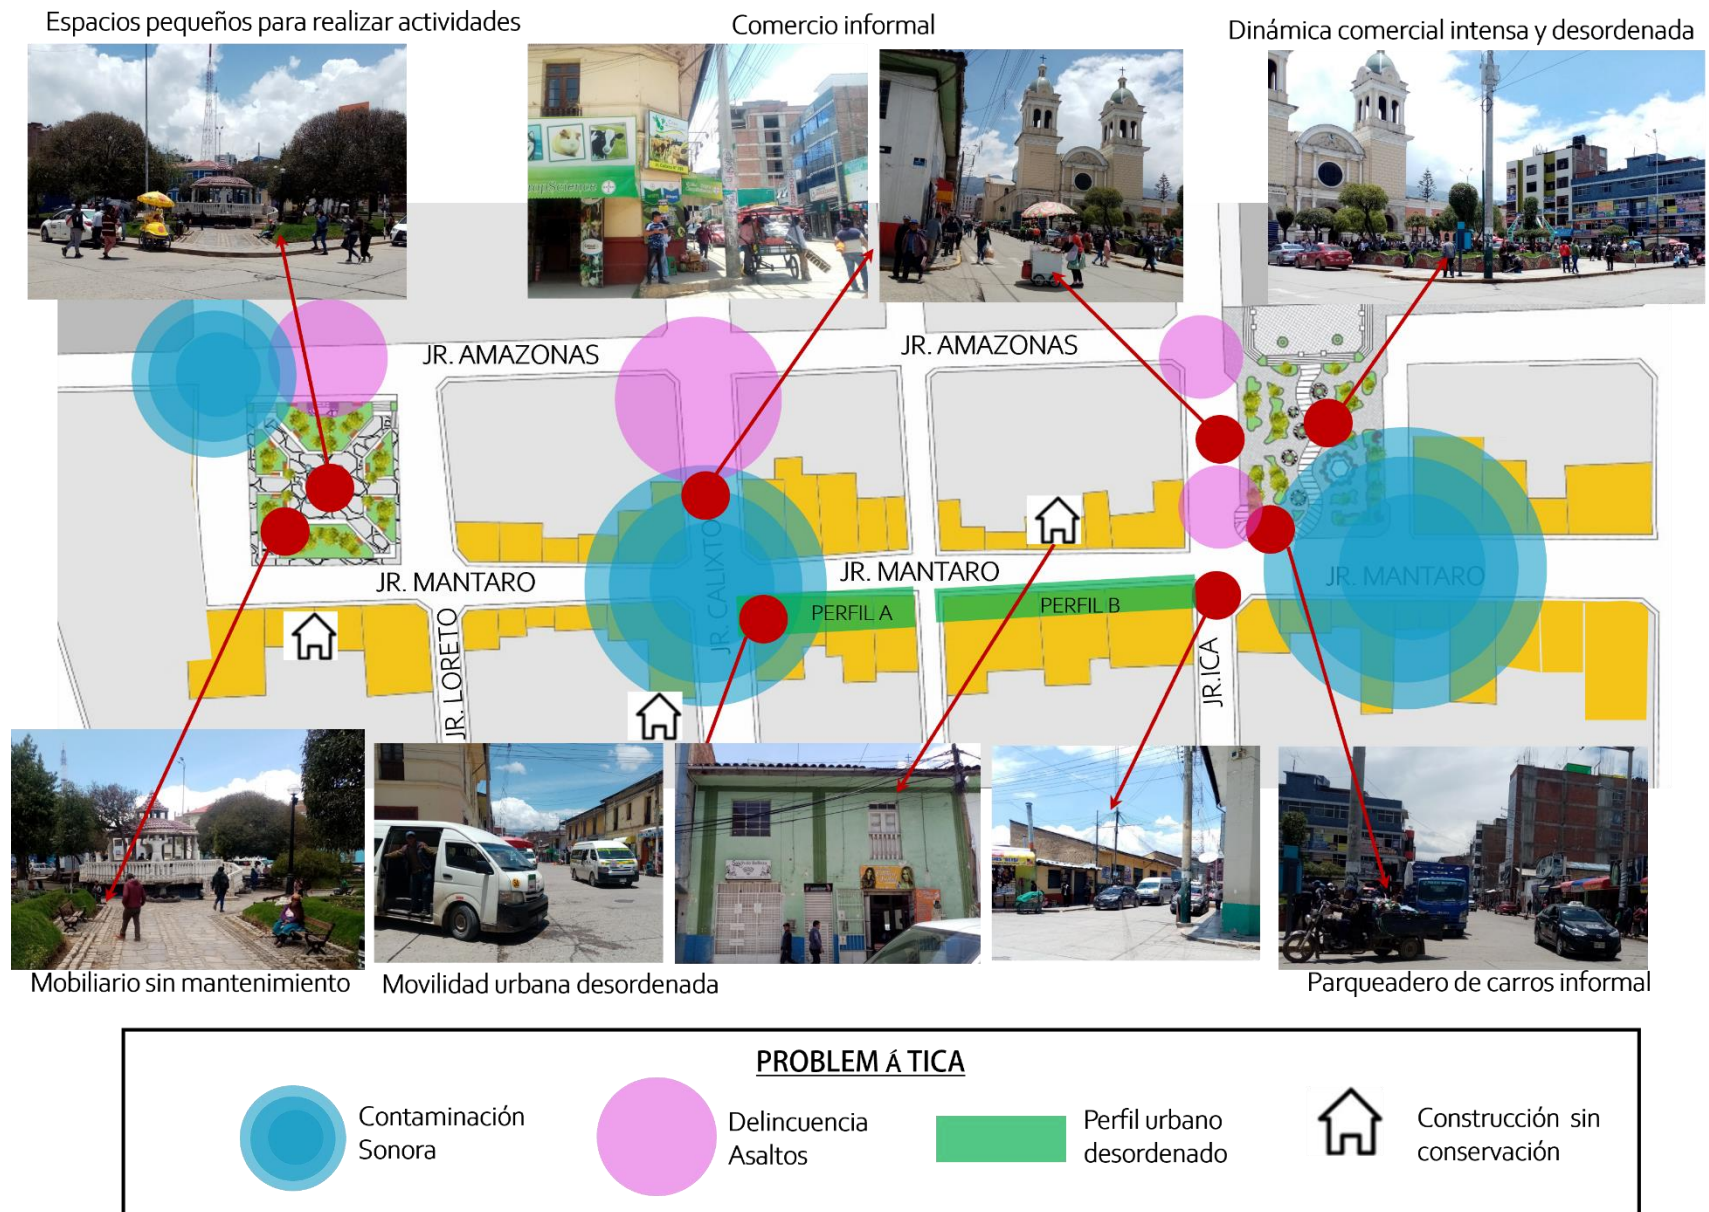 Espacios pequeños para realizar actividades
Comercio informal
Dinámica comercial intensa y desordenada
CropScience
JR. AMAZONAS
JR. AMAZONAS
JR. MANTARO
JR. MANTARO
JR. MANTARO
JR. CALIXTO
JR. LORETO
JR.ICA
PERFIL A
PERFIL B
Mobiliario sin mantenimiento
Movilidad urbana desordenada
Parqueadero de carros informal
PROBLEM Á TICA
Contaminación
Sonora
Delincuencia
Asaltos
Perfil urbano
desordenado
Construcción sin
conservación